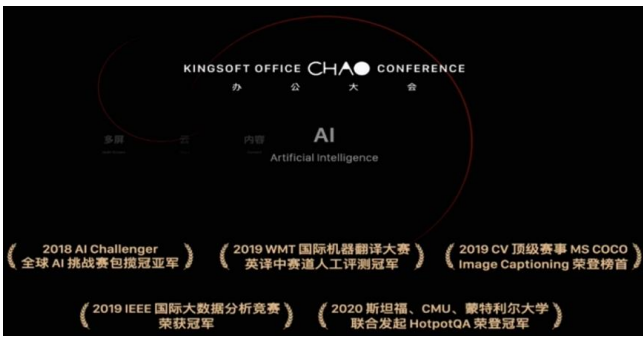 KINGSOFT OFFICE CHAO CONFERENCE
办 公 大 会
多屏 云 内容 AI
Artificial Intelligence
2018 AI Challenger
全球 AI 挑战赛包揽冠亚军
2019 WMT 国际机器翻译大赛
英译中赛道人工评测冠军
2019 CV 顶级赛事 MS COCO
Image Captioning 荣登榜首
2019 IEEE 国际大数据分析竞赛
荣获冠军
2020 斯坦福、CMU、蒙特利尔大学
联合发起 HotpotQA 荣登冠军